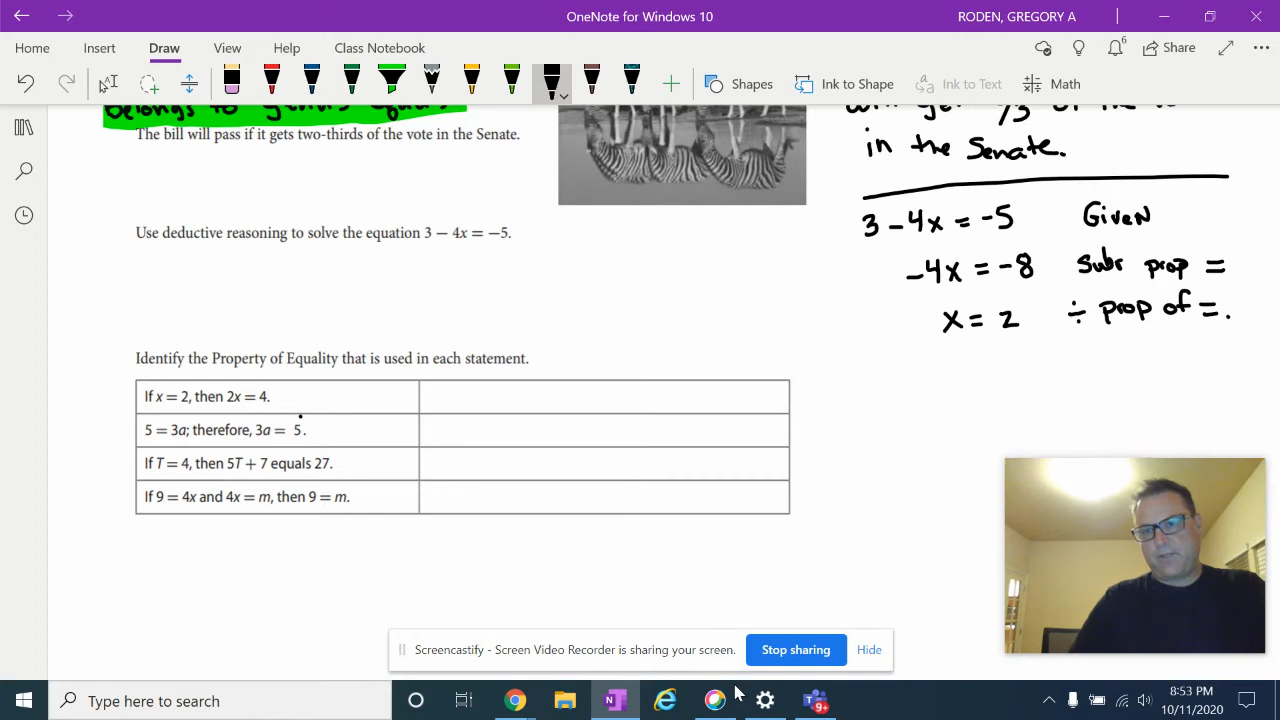 OneNote for Windows 10
RODEN, GREGORY A
Home Insert Draw View Help Class Notebook
6
Share
Shapes Ink to Shape Ink to Text Math
belongs to genus Equus
The bill will pass if it gets two-thirds of the vote in the Senate.
in the Senate.
Use deductive reasoning to solve the equation 3 − 4x = −5.
3 - 4x = -5 Given
-4x = -8 Subr prop =
x = 2 ÷ prop of =.
Identify the Property of Equality that is used in each statement.
If x = 2, then 2x = 4.
5 = 3a; therefore, 3a = 5.
If T = 4, then 5T + 7 equals 27.
If 9 = 4x and 4x = m, then 9 = m.
Screencastify - Screen Video Recorder is sharing your screen. Stop sharing Hide
Type here to search
9+
8:53 PM
10/11/2020